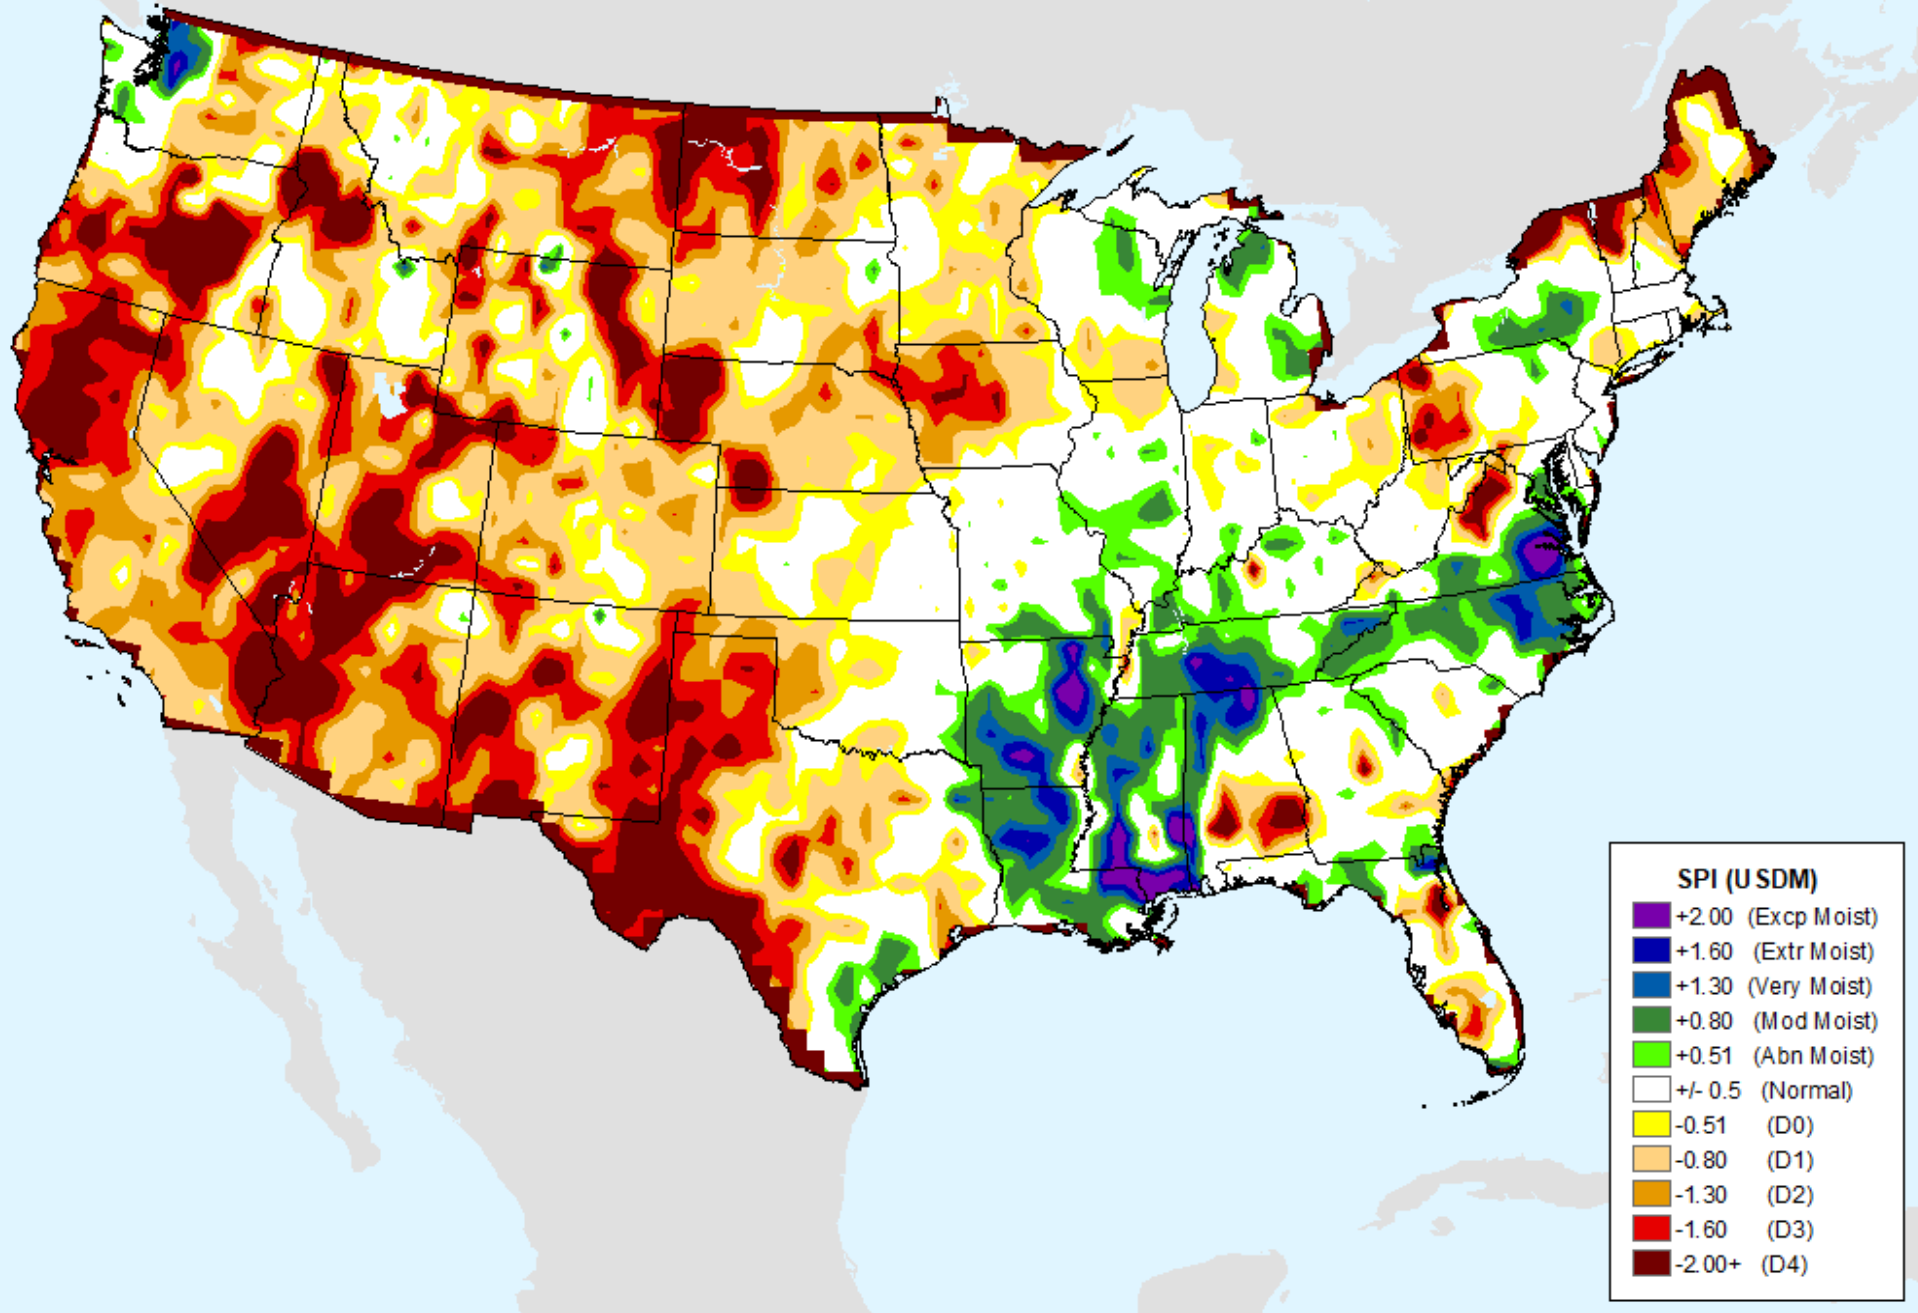 SPI (USDM)
+2.00 (Excp Moist)
+1.60 (Extr Moist)
+1.30 (Very Moist)
+0.80 (Mod Moist)
+0.51 (Abn Moist)
+/- 0.5 (Normal)
-0.51 (D0)
-0.80 (D1)
-1.30 (D2)
-1.60 (D3)
-2.00+ (D4)